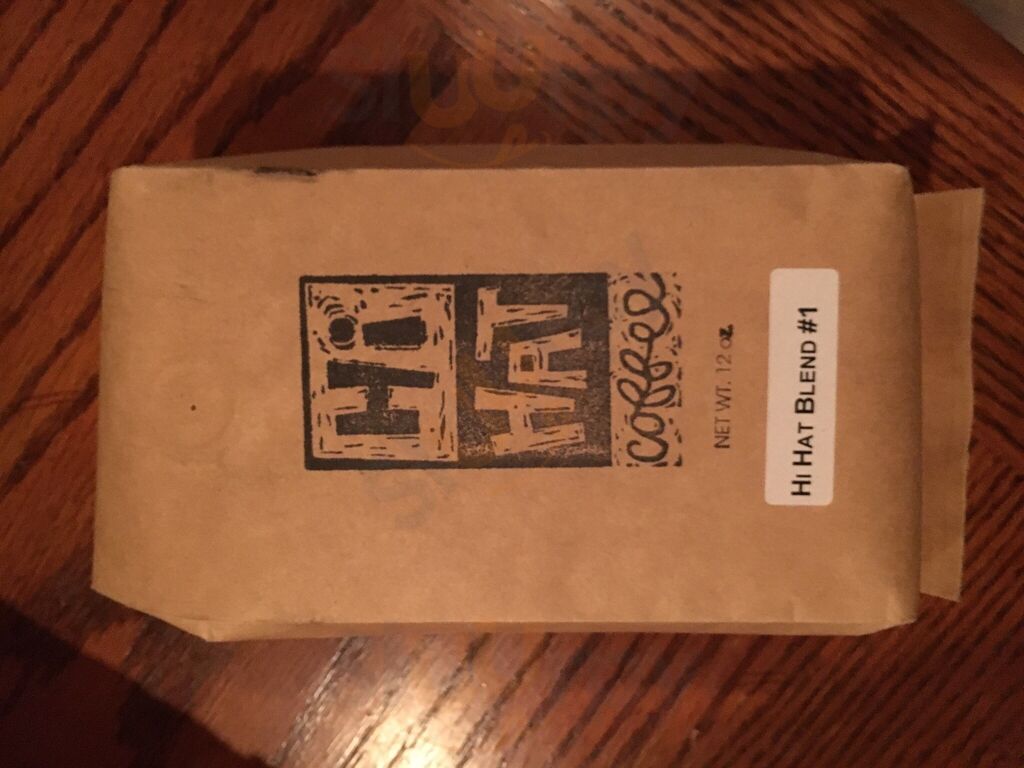 Hi
HAT
coffee
NET WT. 12 oz
HI HAT BLEND #1